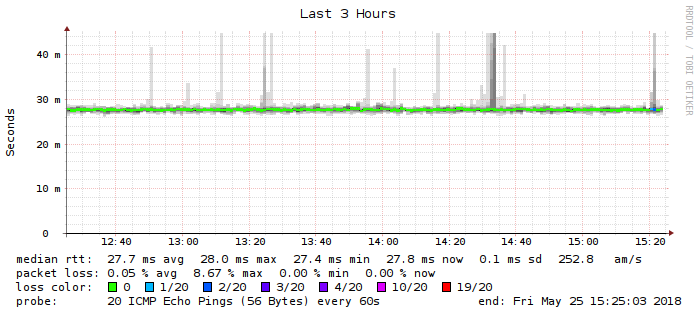 Last 3 Hours
RRDTOOL / TOBI OETIKER
Seconds
40 m
30 m
20 m
10 m
0
12:40 13:00 13:20 13:40 14:00 14:20 14:40 15:00 15:20
median rtt: 27.7 ms avg 28.0 ms max 27.4 ms min 27.8 ms now 0.1 ms sd 252.8 am/s
packet loss: 0.05 % avg 8.67 % max 0.00 % min 0.00 % now
loss color: 0 1/20 2/20 3/20 4/20 10/20 19/20
probe: 20 ICMP Echo Pings (56 Bytes) every 60s end: Fri May 25 15:25:03 2018